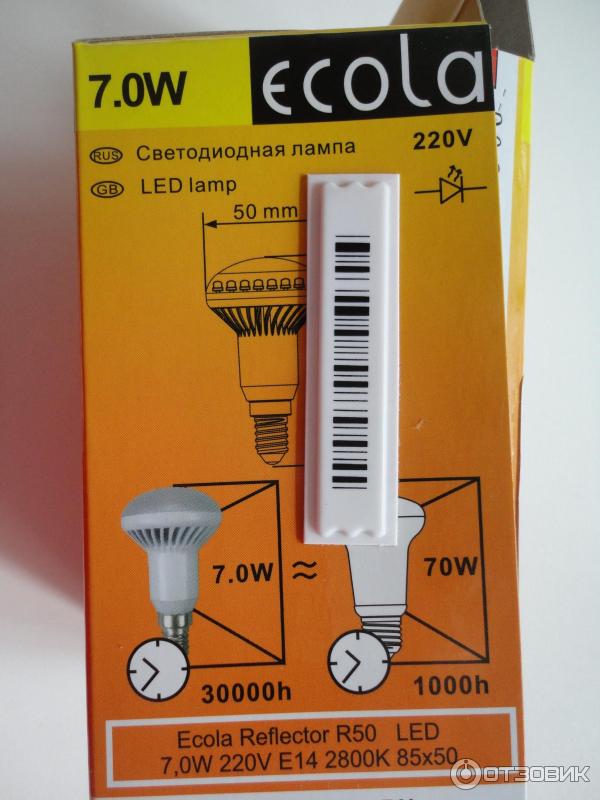 7.0W ECOLA
RUS Светодиодная лампа 220V
GB LED lamp
50 mm
7.0W ≈ 70W
30000h 1000h
Ecola Reflector R50 LED
7,0W 220V E14 2800K 85x50
ОТЗОВИК